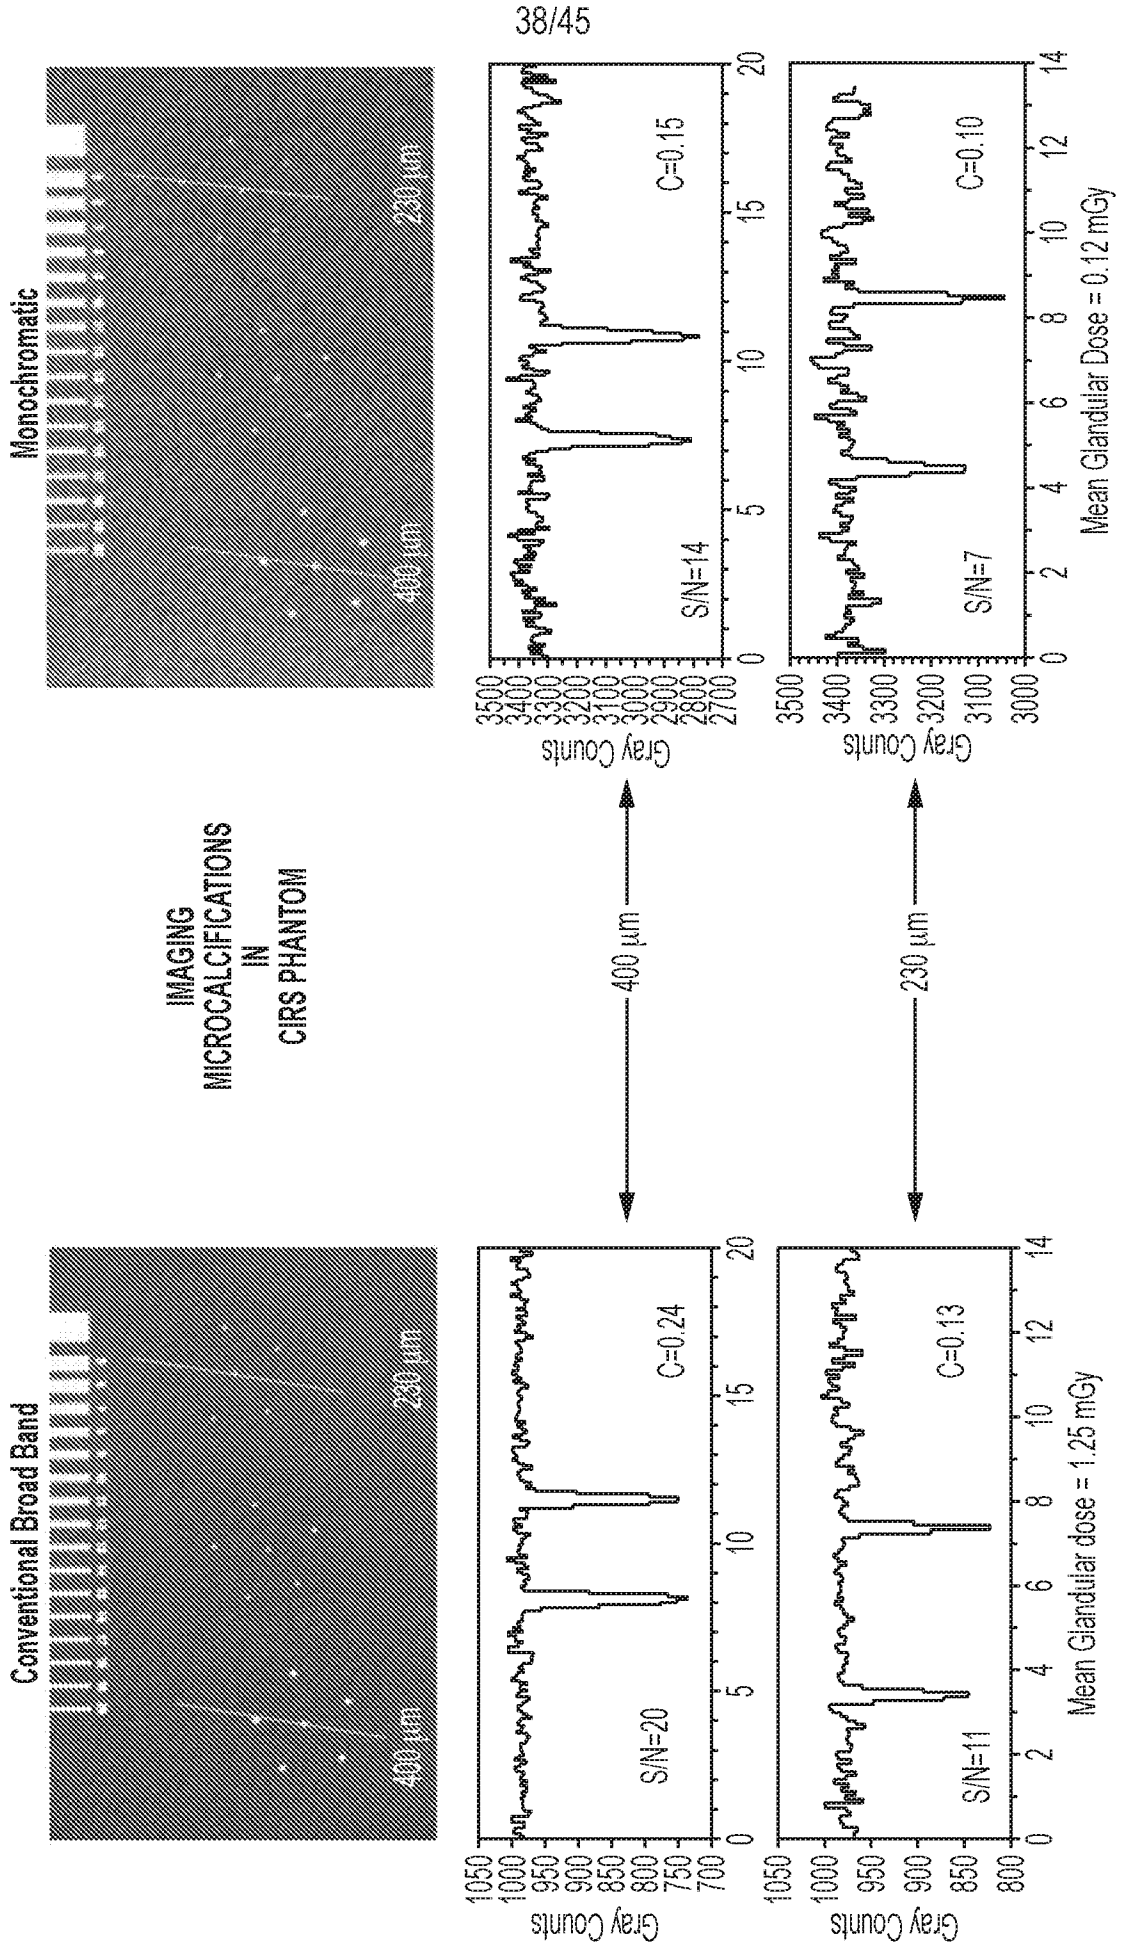 38/45
Conventional Broad Band
400 µm
230 µm
IMAGING
MICROCALCIFICATIONS
IN
CIRS PHANTOM
Monochromatic
400 µm
230 µm
Gray Counts
1050
1000
950
900
850
800
750
700
S/N=20
C=0.24
0 5 10 15 20
400 µm
Gray Counts
3500
3400
3300
3200
3100
3000
2900
2800
2700
S/N=14
C=0.15
0 5 10 15 20
Gray Counts
1050
1000
950
900
850
800
S/N=11
C=0.13
0 2 4 6 8 10 12 14
Mean Glandular dose = 1.25 mGy
230 µm
Gray Counts
3500
3400
3300
3200
3100
3000
S/N=7
C=0.10
0 2 4 6 8 10 12 14
Mean Glandular Dose = 0.12 mGy